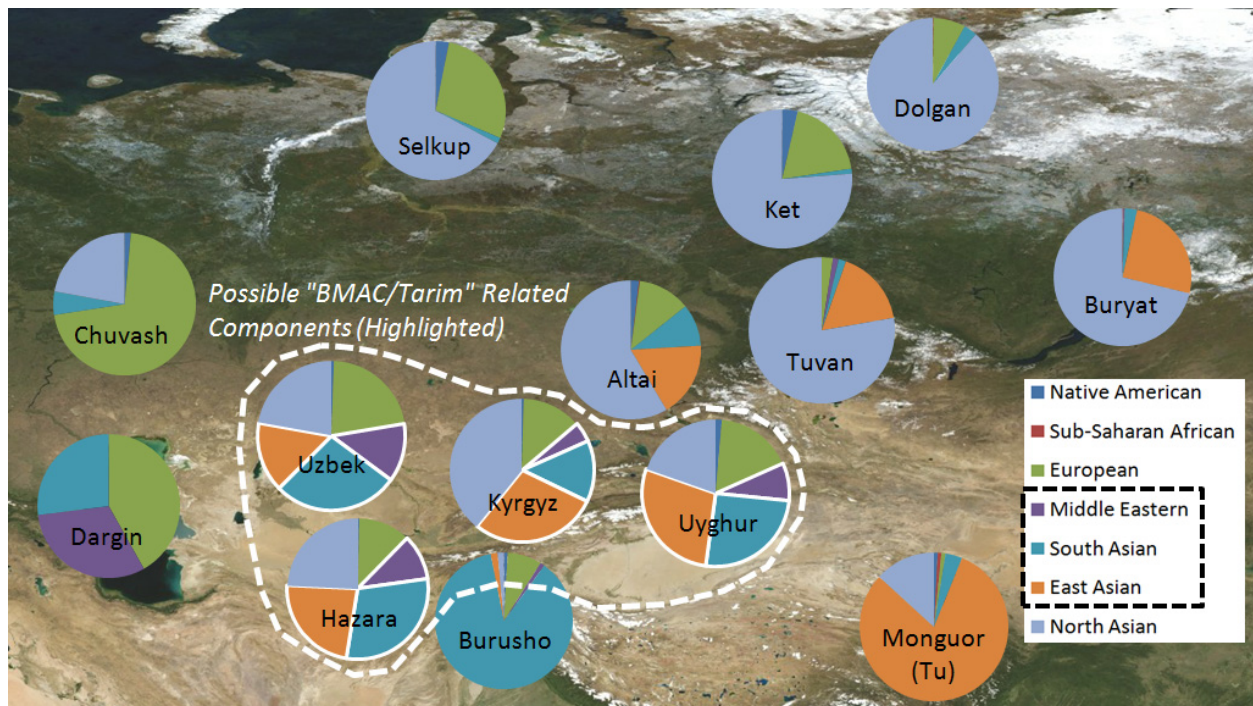 Dolgan
Selkup
Ket
Buryat
Chuvash
Possible "BMAC/Tarim" Related
Components (Highlighted)
Tuvan
Altai
Uzbek
Kyrgyz
Uyghur
Dargin
Hazara
Burusho
Monguor
(Tu)
Native American
Sub-Saharan African
European
Middle Eastern
South Asian
East Asian
North Asian